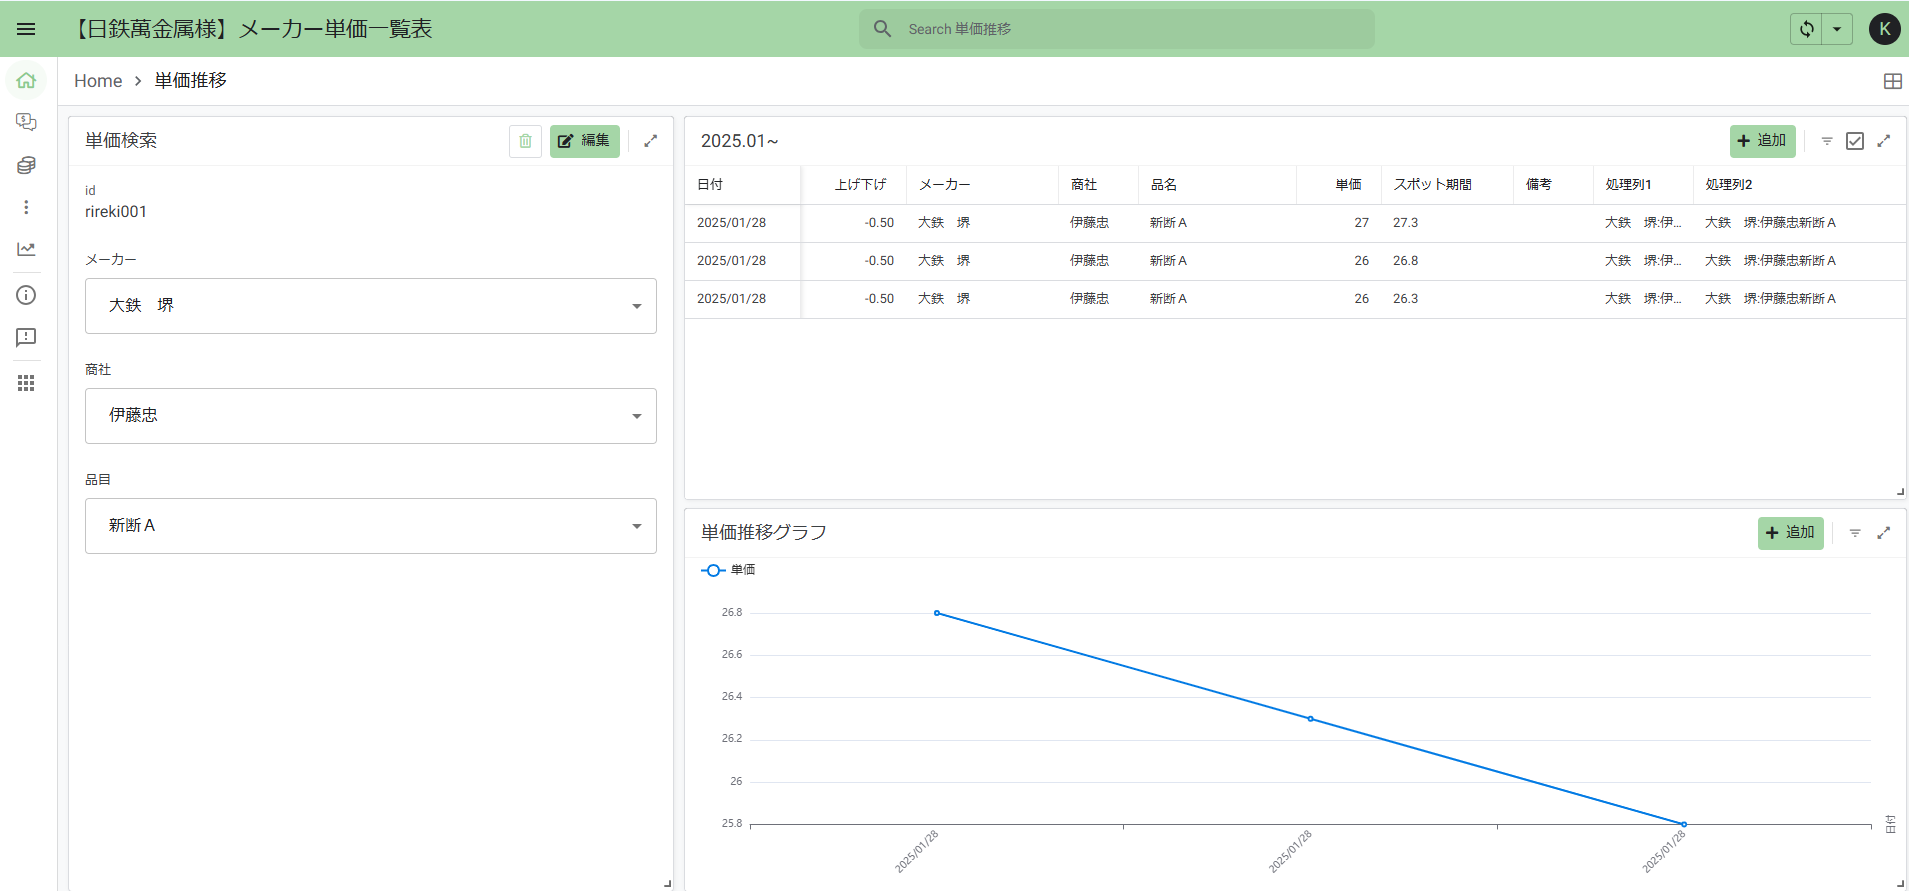 【日鉄萬金属様】メーカー単価一覧表
Search 単価推移
K
Home 単価推移
単価検索
編集
id
rireki001
メーカー
大鉄　堺
商社
伊藤忠
品目
新断Ａ
2025.01~
追加
日付 上げ下げ メーカー 商社 品名 単価 スポット期間 備考 処理列1 処理列2
2025/01/28 -0.50 大鉄　堺 伊藤忠 新断Ａ 27 27.3 大鉄　堺:伊... 大鉄　堺:伊藤忠新断Ａ
2025/01/28 -0.50 大鉄　堺 伊藤忠 新断Ａ 26 26.8 大鉄　堺:伊... 大鉄　堺:伊藤忠新断Ａ
2025/01/28 -0.50 大鉄　堺 伊藤忠 新断Ａ 26 26.3 大鉄　堺:伊... 大鉄　堺:伊藤忠新断Ａ
単価推移グラフ
追加
単価
26.8
26.6
26.4
26.2
26
25.8
2025/01/28 2025/01/28 2025/01/28
日付